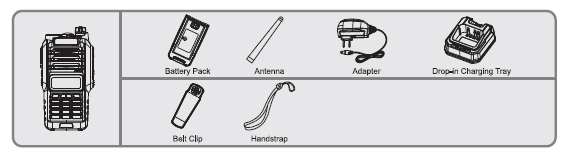 Battery Pack Antenna Adapter Drop-in Charging Tray
Belt Clip Handstrap